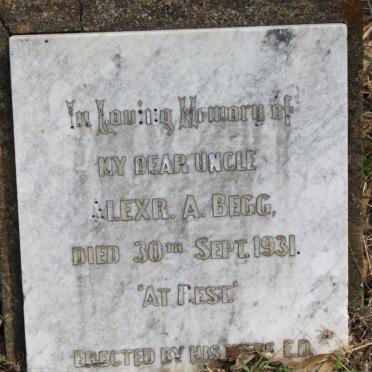 In Loving Memory of
MY DEAR UNCLE
ALEXR. A. BEGG,
DIED 30TH SEPT. 1931.
'AT REST.'
ERECTED BY HIS E.D.